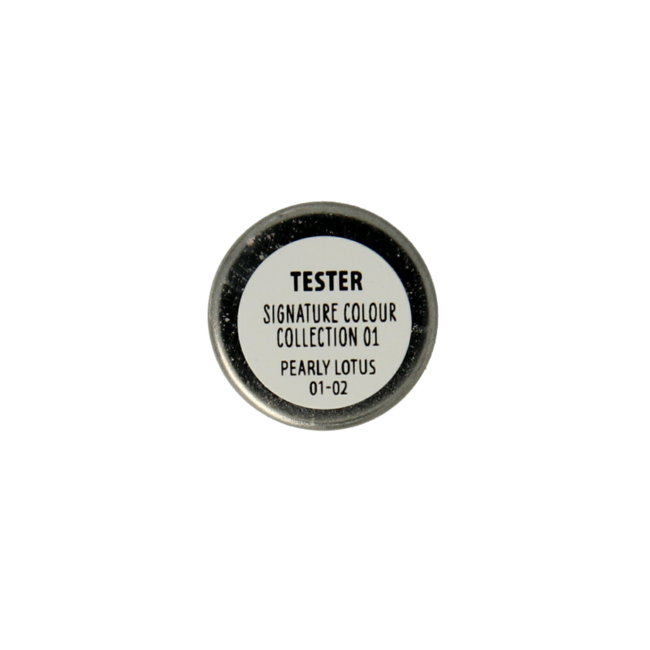 TESTER
SIGNATURE COLOUR
COLLECTION 01
PEARLY LOTUS
01-02